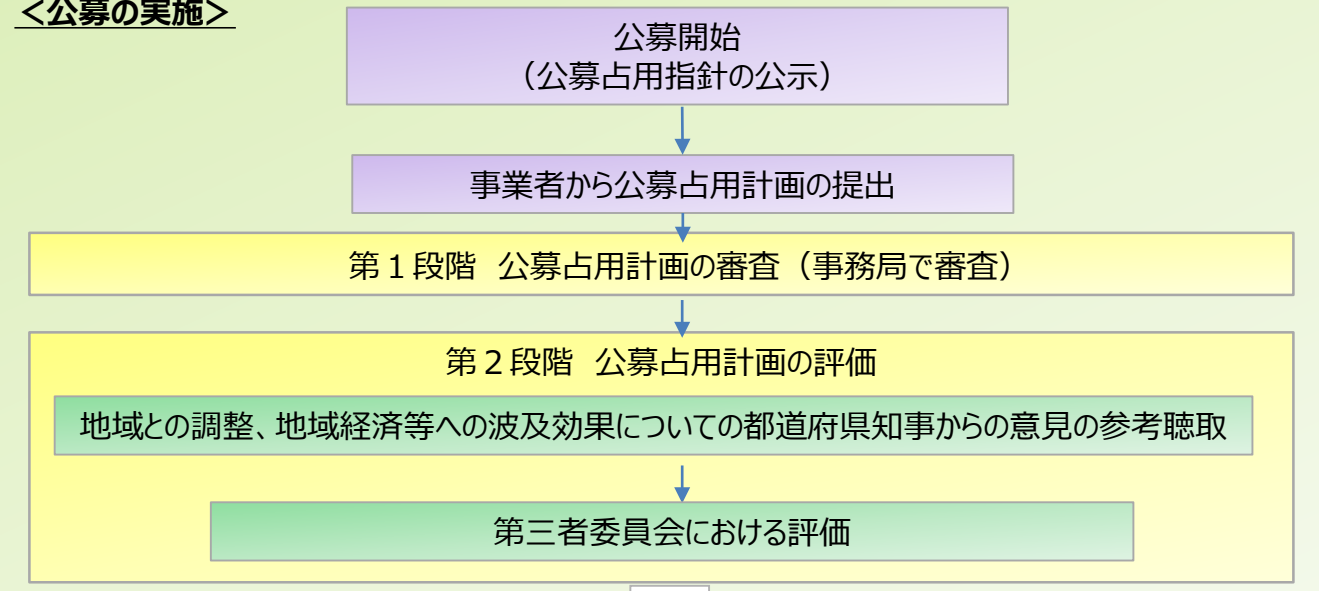 ＜公募の実施＞
公募開始
（公募占用指針の公示）
事業者から公募占用計画の提出
第１段階 公募占用計画の審査（事務局で審査）
第２段階 公募占用計画の評価
地域との調整、地域経済等への波及効果についての都道府県知事からの意見の参考聴取
第三者委員会における評価